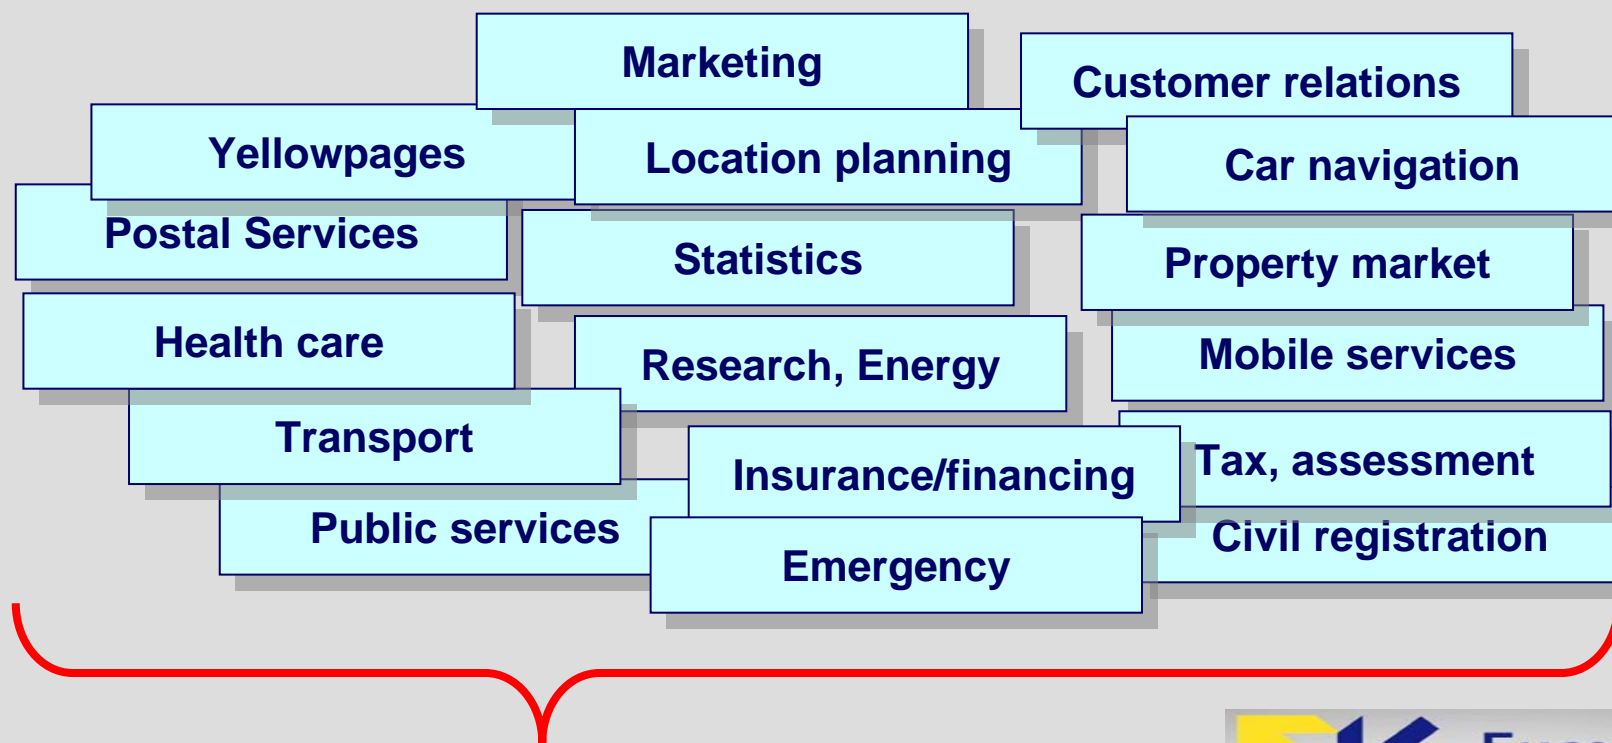 Marketing
Customer relations
Yellowpages
Location planning
Car navigation
Postal Services
Statistics
Property market
Health care
Research, Energy
Mobile services
Transport
Insurance/financing
Tax, assessment
Public services
Emergency
Civil registration